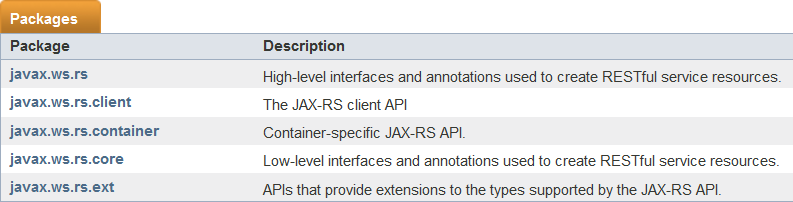 Packages
Package Description
javax.ws.rs High-level interfaces and annotations used to create RESTful service resources.
javax.ws.rs.client The JAX-RS client API
javax.ws.rs.container Container-specific JAX-RS API.
javax.ws.rs.core Low-level interfaces and annotations used to create RESTful service resources.
javax.ws.rs.ext APIs that provide extensions to the types supported by the JAX-RS API.